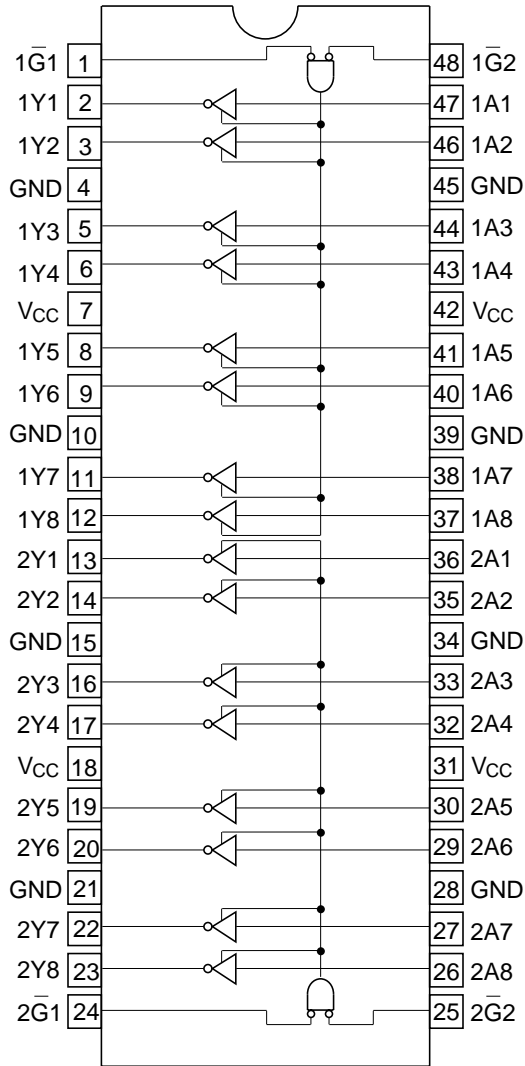 1G̅1 1 48 1G̅2
1Y1 2 47 1A1
1Y2 3 46 1A2
GND 4 45 GND
1Y3 5 44 1A3
1Y4 6 43 1A4
VCC 7 42 VCC
1Y5 8 41 1A5
1Y6 9 40 1A6
GND 10 39 GND
1Y7 11 38 1A7
1Y8 12 37 1A8
2Y1 13 36 2A1
2Y2 14 35 2A2
GND 15 34 GND
2Y3 16 33 2A3
2Y4 17 32 2A4
VCC 18 31 VCC
2Y5 19 30 2A5
2Y6 20 29 2A6
GND 21 28 GND
2Y7 22 27 2A7
2Y8 23 26 2A8
2G̅1 24 25 2G̅2